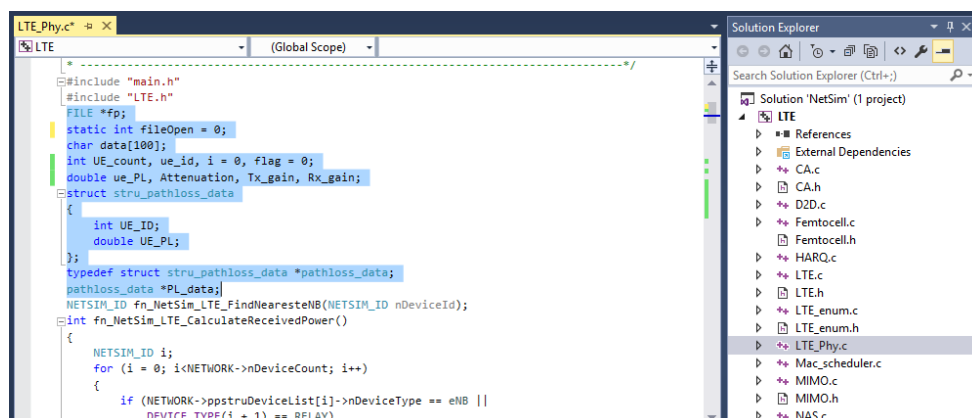 LTE_Phy.c*
LTE
(Global Scope)
* -----------------------------------------------------------------------*/
#include "main.h"
#include "LTE.h"
FILE *fp;
static int fileOpen = 0;
char data[100];
int UE_count, ue_id, i = 0, flag = 0;
double ue_PL, Attenuation, Tx_gain, Rx_gain;
struct stru_pathloss_data
{
int UE_ID;
double UE_PL;
};
typedef struct stru_pathloss_data *pathloss_data;
pathloss_data *PL_data;
NETSIM_ID fn_NetSim_LTE_FindNearesteNB(NETSIM_ID nDeviceId);
int fn_NetSim_LTE_CalculateReceivedPower()
{
NETSIM_ID i;
for (i = 0; i<NETWORK->nDeviceCount; i++)
{
if (NETWORK->ppstruDeviceList[i]->nDeviceType == eNB ||
DEVICE_TYPE(i + 1) == RELAY)
Solution Explorer
Search Solution Explorer (Ctrl+;)
Solution 'NetSim' (1 project)
LTE
References
External Dependencies
CA.c
CA.h
D2D.c
Femtocell.c
Femtocell.h
HARQ.c
LTE.c
LTE.h
LTE_enum.c
LTE_enum.h
LTE_Phy.c
Mac_scheduler.c
MIMO.c
MIMO.h
NAS.c